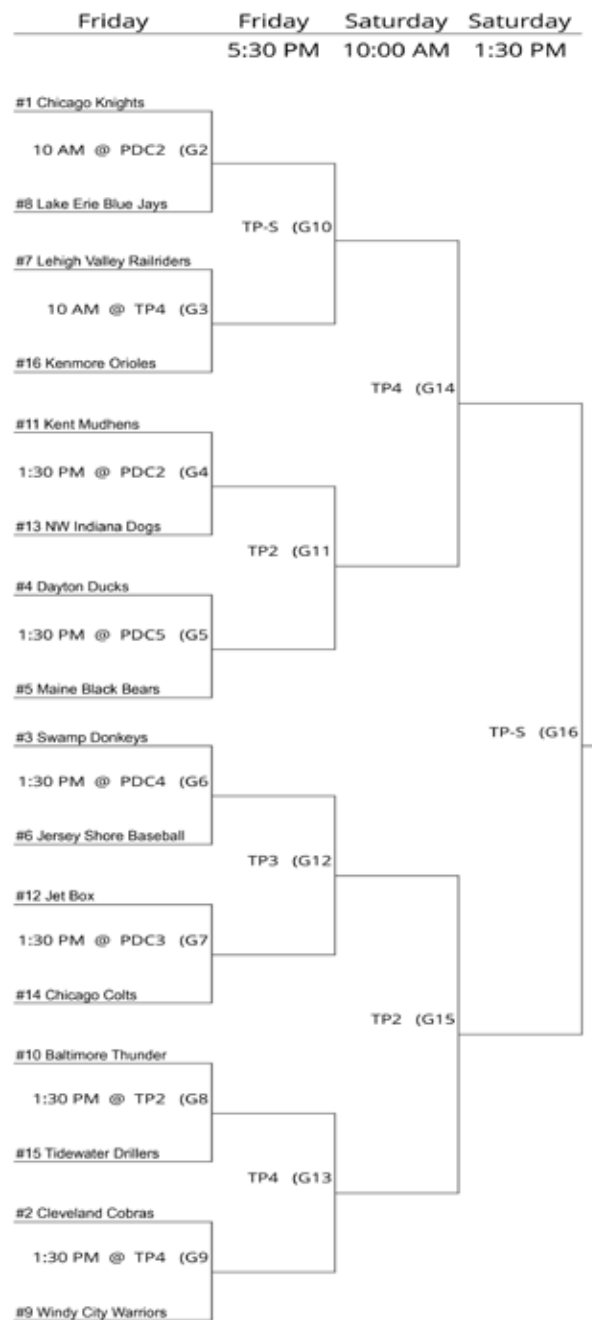 Friday Friday Saturday Saturday
5:30 PM 10:00 AM 1:30 PM
#1 Chicago Knights
10 AM @ PDC2 (G2
#8 Lake Erie Blue Jays
TP-S (G10
#7 Lehigh Valley Railriders
10 AM @ TP4 (G3
#16 Kenmore Orioles
TP4 (G14
#11 Kent Mudhens
1:30 PM @ PDC2 (G4
#13 NW Indiana Dogs
TP2 (G11
#4 Dayton Ducks
1:30 PM @ PDC5 (G5
#5 Maine Black Bears
#3 Swamp Donkeys
TP-S (G16
1:30 PM @ PDC4 (G6
#6 Jersey Shore Baseball
TP3 (G12
#12 Jet Box
1:30 PM @ PDC3 (G7
#14 Chicago Colts
TP2 (G15
#10 Baltimore Thunder
1:30 PM @ TP2 (G8
#15 Tidewater Drillers
TP4 (G13
#2 Cleveland Cobras
1:30 PM @ TP4 (G9
#9 Windy City Warriors